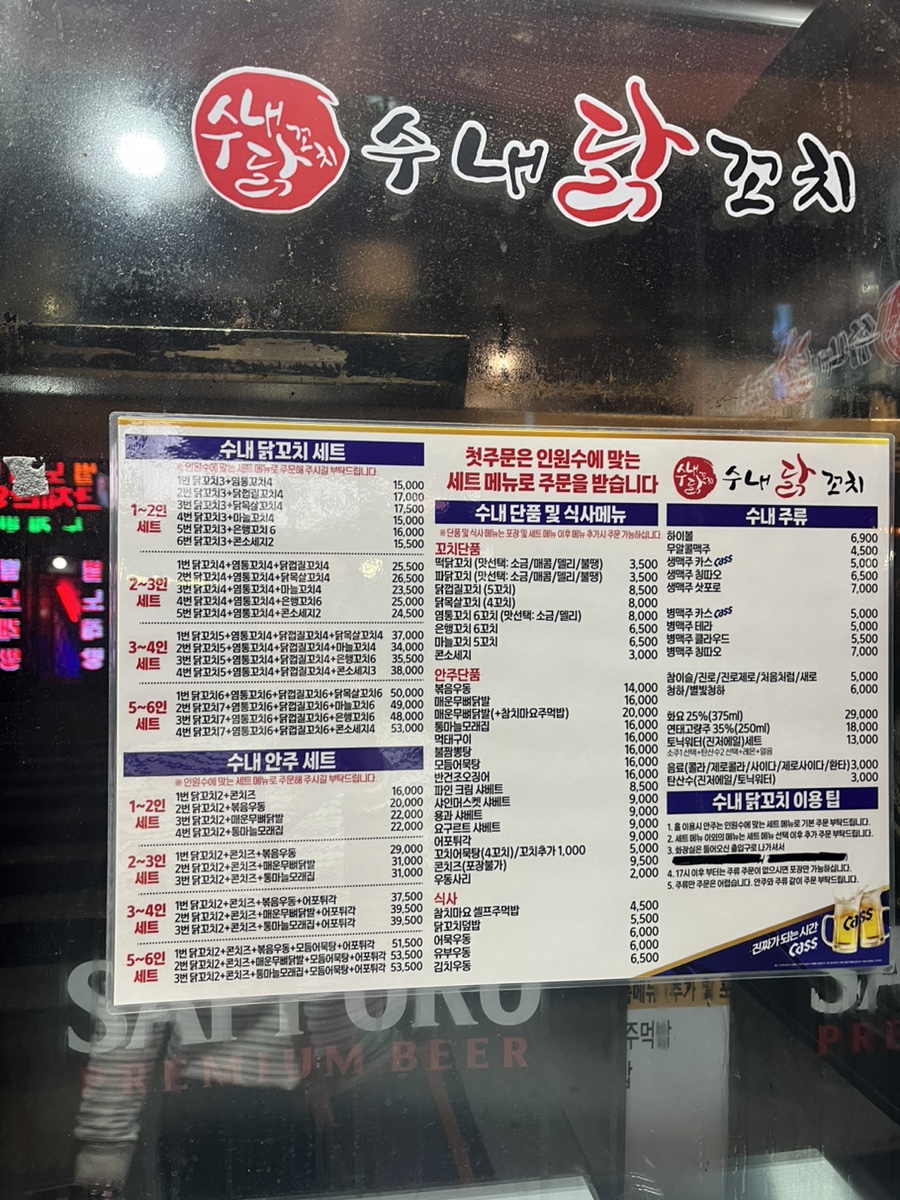 수내닭꼬치
수내닭꼬치
수내 닭꼬치 세트
※ 인원수에 맞는 세트 메뉴로 주문해 주시길 부탁드립니다.
1~2인 세트
1번 닭꼬치3+염통꼬치4 15,000
2번 닭꼬치3+닭껍질꼬치4 17,000
3번 닭꼬치3+닭목살꼬치4 17,500
4번 닭꼬치3+마늘꼬치4 15,000
5번 닭꼬치3+은행꼬치 6 16,000
6번 닭꼬치3+콘소세지2 15,500
2~3인 세트
1번 닭꼬치4+염통꼬치4+닭껍질꼬치4 25,500
2번 닭꼬치4+염통꼬치4+닭목살꼬치4 26,500
3번 닭꼬치4+염통꼬치4+마늘꼬치4 23,500
4번 닭꼬치4+염통꼬치4+은행꼬치6 25,000
5번 닭꼬치4+염통꼬치4+콘소세지2 24,500
3~4인 세트
1번 닭꼬치5+염통꼬치4+닭껍질꼬치4+닭목살꼬치4 37,000
2번 닭꼬치5+염통꼬치4+닭껍질꼬치4+마늘꼬치4 34,000
3번 닭꼬치5+염통꼬치4+닭껍질꼬치4+은행꼬치6 35,500
4번 닭꼬치5+염통꼬치4+닭껍질꼬치4+콘소세지3 38,000
5~6인 세트
1번 닭꼬치6+염통꼬치6+닭껍질꼬치6+닭목살꼬치6 50,000
2번 닭꼬치7+염통꼬치6+닭껍질꼬치6+마늘꼬치6 49,000
3번 닭꼬치7+염통꼬치6+닭껍질꼬치6+은행꼬치6 48,000
4번 닭꼬치7+염통꼬치6+닭껍질꼬치6+콘소세지4 53,000
수내 안주 세트
※ 인원수에 맞는 세트 메뉴로 주문해 주시길 부탁드립니다.
1~2인 세트
1번 닭꼬치2+콘치즈 16,000
2번 닭꼬치2+볶음우동 20,000
3번 닭꼬치2+매운무뼈닭발 22,000
4번 닭꼬치2+통마늘모래집 22,000
2~3인 세트
1번 닭꼬치2+콘치즈+볶음우동 29,000
2번 닭꼬치2+콘치즈+매운무뼈닭발 31,000
3번 닭꼬치2+콘치즈+통마늘모래집 31,000
3~4인 세트
1번 닭꼬치2+콘치즈+볶음우동+어포튀각 37,500
2번 닭꼬치2+콘치즈+매운무뼈닭발+어포튀각 39,500
3번 닭꼬치2+콘치즈+통마늘모래집+어포튀각 39,500
5~6인 세트
1번 닭꼬치2+콘치즈+볶음우동+모듬어묵탕+어포튀각 51,500
2번 닭꼬치2+콘치즈+매운무뼈닭발+모듬어묵탕+어포튀각 53,500
3번 닭꼬치2+콘치즈+통마늘모래집+모듬어묵탕+어포튀각 53,500
첫주문은 인원수에 맞는
세트 메뉴로 주문을 받습니다
수내 단품 및 식사메뉴
※ 단품 및 식사 메뉴는 포장 및 세트 메뉴 이후 메뉴 추가시 주문 가능하십니다.
꼬치단품
떡닭꼬치 (맛선택: 소금/매콤/델리/불땡) 3,500
파닭꼬치 (맛선택: 소금/매콤/델리/불땡) 3,500
닭껍질꼬치 (5꼬치) 8,500
닭목살꼬치 (4꼬치) 8,000
염통꼬치 6꼬치 (맛선택: 소금/델리) 8,000
은행꼬치 6꼬치 6,500
마늘꼬치 5꼬치 6,500
콘소세지 3,000
안주단품
볶음우동 14,000
매운무뼈닭발 16,000
매운무뼈닭발(+참치마요주먹밥) 20,000
통마늘모래집 16,000
먹태구이 16,000
불짬뽕탕 16,000
모듬어묵탕 16,000
반건조오징어 16,000
파인 크림 샤베트 8,500
샤인머스켓 샤베트 9,000
용과 샤베트 9,000
요구르트 샤베트 9,000
어포튀각 9,000
꼬치어묵탕(4꼬치)/꼬치추가 1,000 5,000
콘치즈(포장불가) 9,500
우동사리 2,000
식사
참치마요 셀프주먹밥 4,500
닭꼬치덮밥 5,500
어묵우동 6,000
유부우동 6,000
김치우동 6,500
수내닭꼬치
수내 닭 꼬치
수내 주류
하이볼 6,900
무알콜맥주 4,500
생맥주 카스 cass 5,000
생맥주 칭따오 6,500
생맥주 삿포로 7,000
병맥주 카스 cass 5,000
병맥주 테라 5,000
병맥주 클라우드 5,500
병맥주 칭따오 7,000
참이슬/진로/진로제로/처음처럼/새로 5,000
청하/별빛청하 6,000
화요 25%(375ml) 29,000
연태고량주 35%(250ml) 18,000
토닉워터(진저에일)세트 13,000
소주1 선택+탄산수2 선택+레몬+얼음
음료(콜라/제로콜라/사이다/제로사이다/환타) 3,000
탄산수(진저에일/토닉워터) 3,000
수내 닭꼬치 이용 팁
1. 홀 이용시 안주는 인원수에 맞는 세트 메뉴로 기본 주문 부탁드립니다.
2. 세트 메뉴 이외의 메뉴는 세트 메뉴 선택 이후 추가 주문 부탁드립니다.
3. 화장실은 들어오신 출입구로 나가셔서
4. 17시 이후 부터는 주류 주문이 없으시면 포장만 가능하십니다.
5. 주류만 주문은 어렵습니다. 안주와 주류 같이 주문 부탁드립니다.
진짜가 되는 시간
Cass
Cass
SAPPORO
PREMIUM BEER
주먹밥